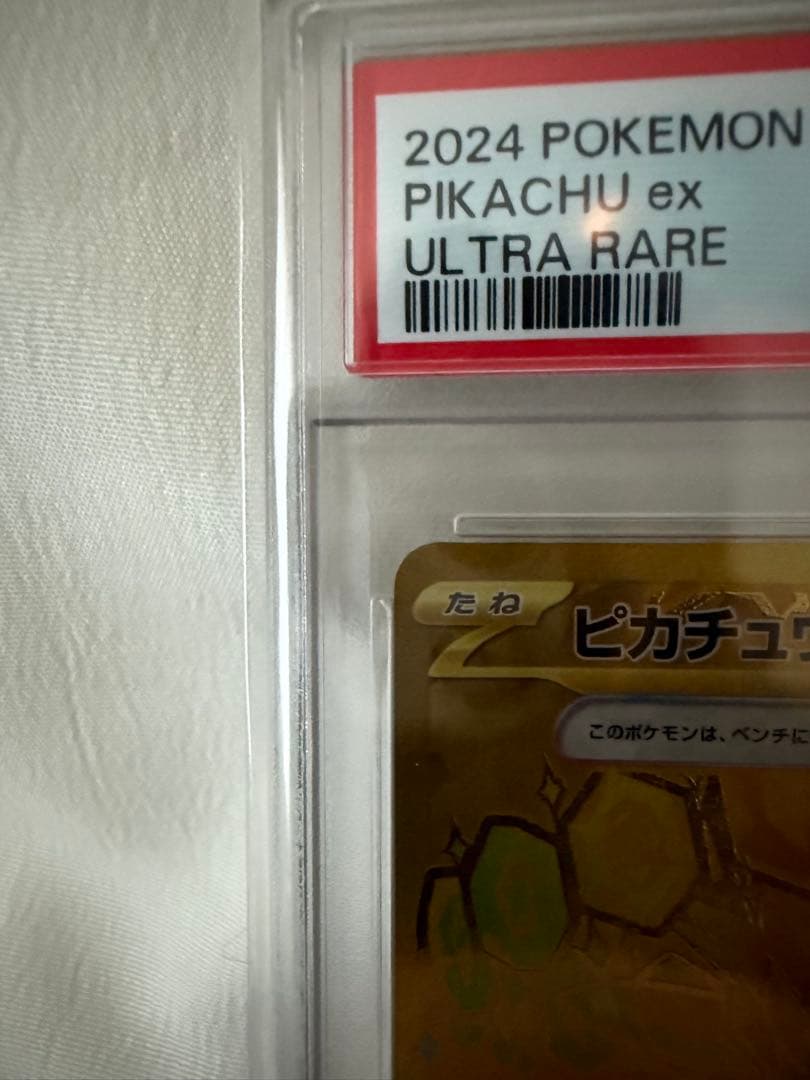 2024 POKEMON
PIKACHU ex
ULTRA RARE
たね
ピカチュウ
このポケモンは、ベンチに